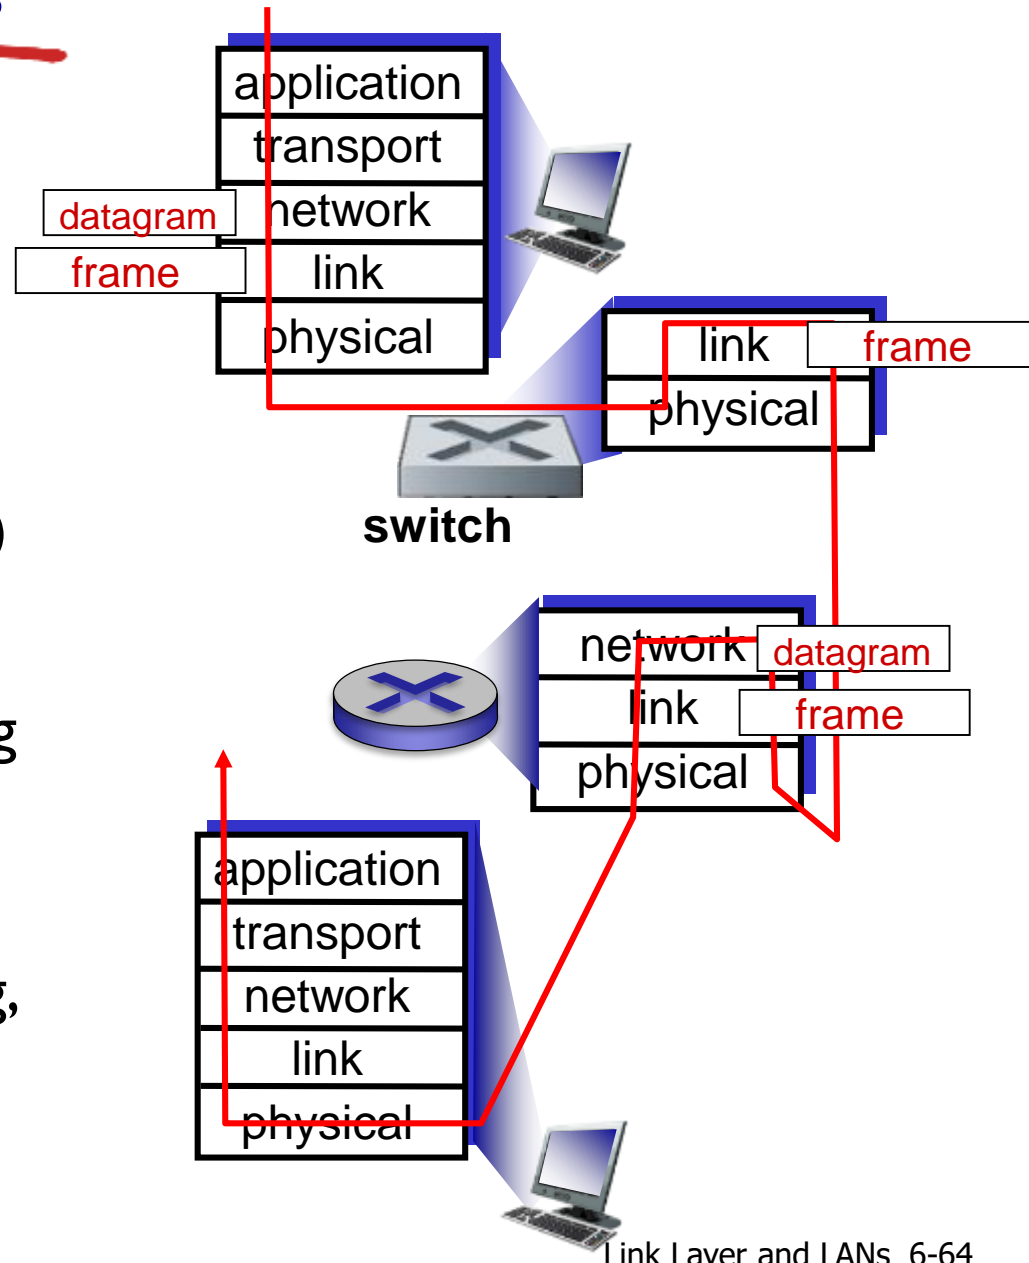 application
transport
datagram network
frame link
physical
link frame
physical
switch
)
network datagram
link frame
physical
g
application
transport
network
g,
link
physical
Link Layer and LANs 6-64